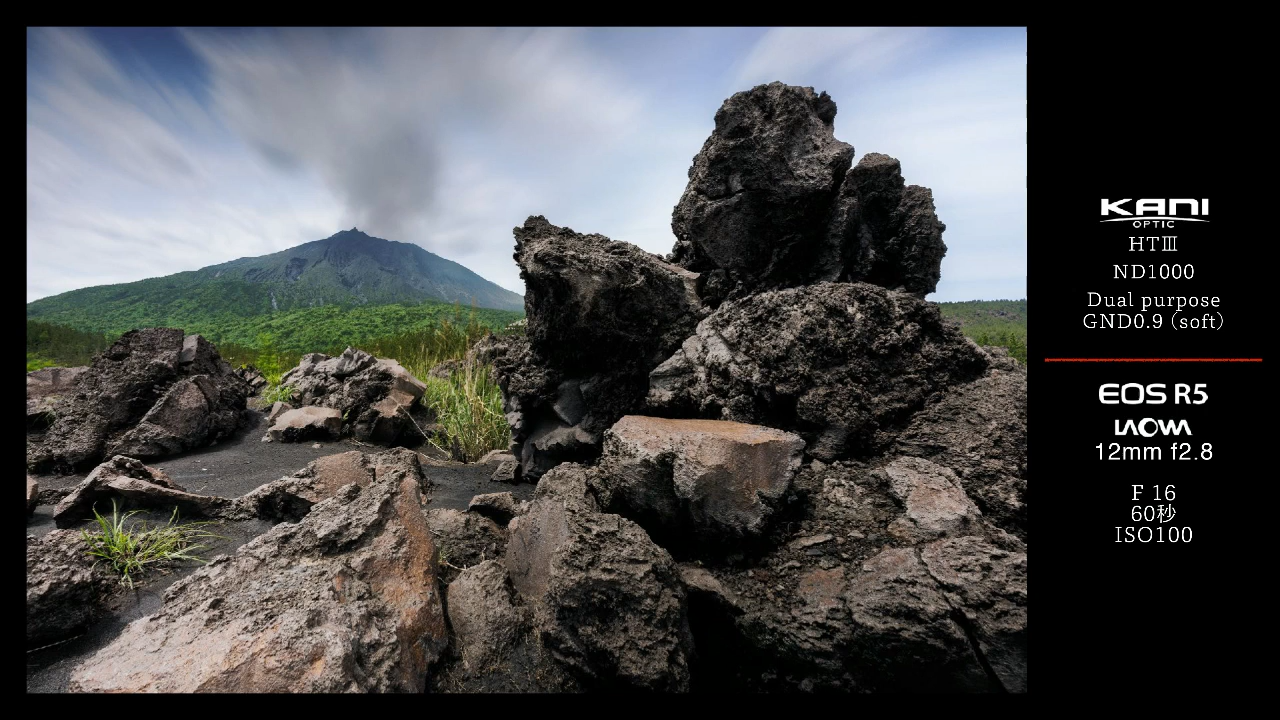 KANI
OPTIC
HTⅢ
ND1000
Dual purpose
GND0.9 (soft)
EOS R5
LAOWA
12mm f2.8
F 16
60秒
ISO100